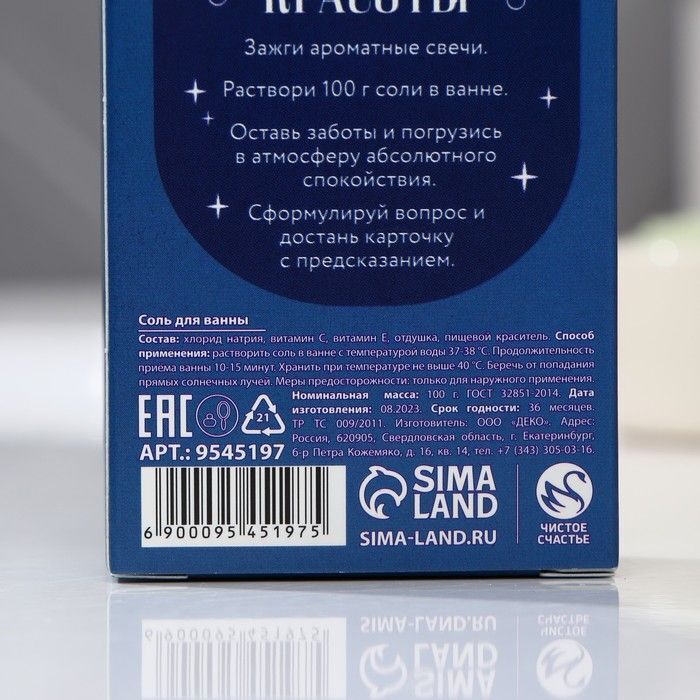 КРАСОТЫ
Зажги ароматные свечи.
Раствори 100 г соли в ванне.
Оставь заботы и погрузись
в атмосферу абсолютного
спокойствия.
Сформулируй вопрос и
достань карточку
с предсказанием.
Соль для ванны
Состав: хлорид натрия, витамин С, витамин Е, отдушка, пищевой краситель. Способ
применения: растворить соль в ванне с температурой воды 37-38 °С. Продолжительность
приема ванны 10-15 минут. Хранить при температуре не выше 40 °С. Беречь от попадания
прямых солнечных лучей. Меры предосторожности: только для наружного применения.
Номинальная масса: 100 г. ГОСТ 32851-2014. Дата
изготовления: 08.2023. Срок годности: 36 месяцев.
ТР ТС 009/2011. Изготовитель: ООО «ДЕКО». Адрес:
Россия, 620905, Свердловская область, г. Екатеринбург,
б-р Петра Кожемяко, д. 16, кв. 14, тел. +7 (343) 305-03-16.
ЕАС
21
АРТ.: 9545197
6 900095 451975
SIMA
LAND
SIMA-LAND.RU
ЧИСТОЕ
СЧАСТЬЕ